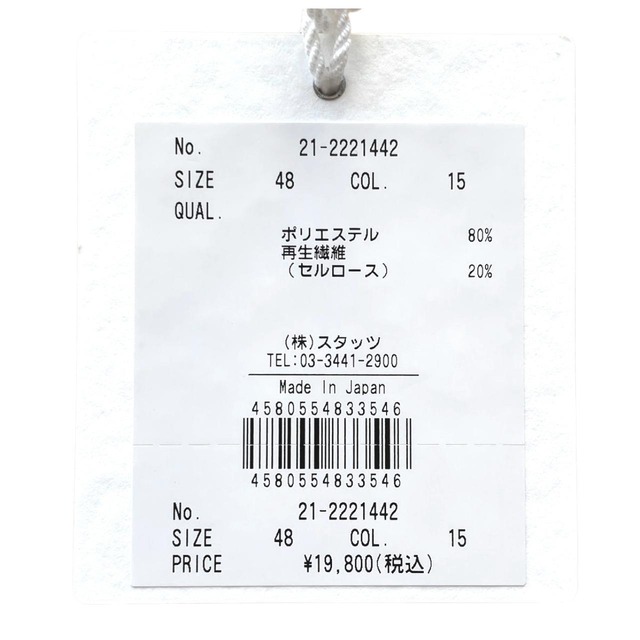 No. 21-2221442
SIZE 48 COL. 15
QUAL.
ポリエステル 80%
再生繊維
(セルロース) 20%
(株)スタッツ
TEL:03-3441-2900
Made In Japan
4580554833546
4580554833546
No. 21-2221442
SIZE 48 COL. 15
PRICE ¥19,800(税込)